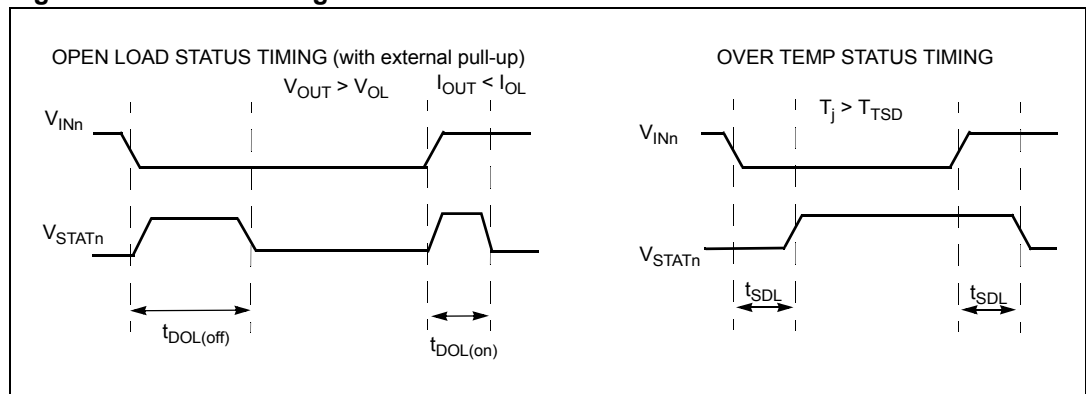 OPEN LOAD STATUS TIMING (with external pull-up)
VOUT > VOL
IOUT < IOL
VINn
VSTATn
tDOL(off)
tDOL(on)
OVER TEMP STATUS TIMING
Tj > TTSD
VINn
VSTATn
tSDL
tSDL